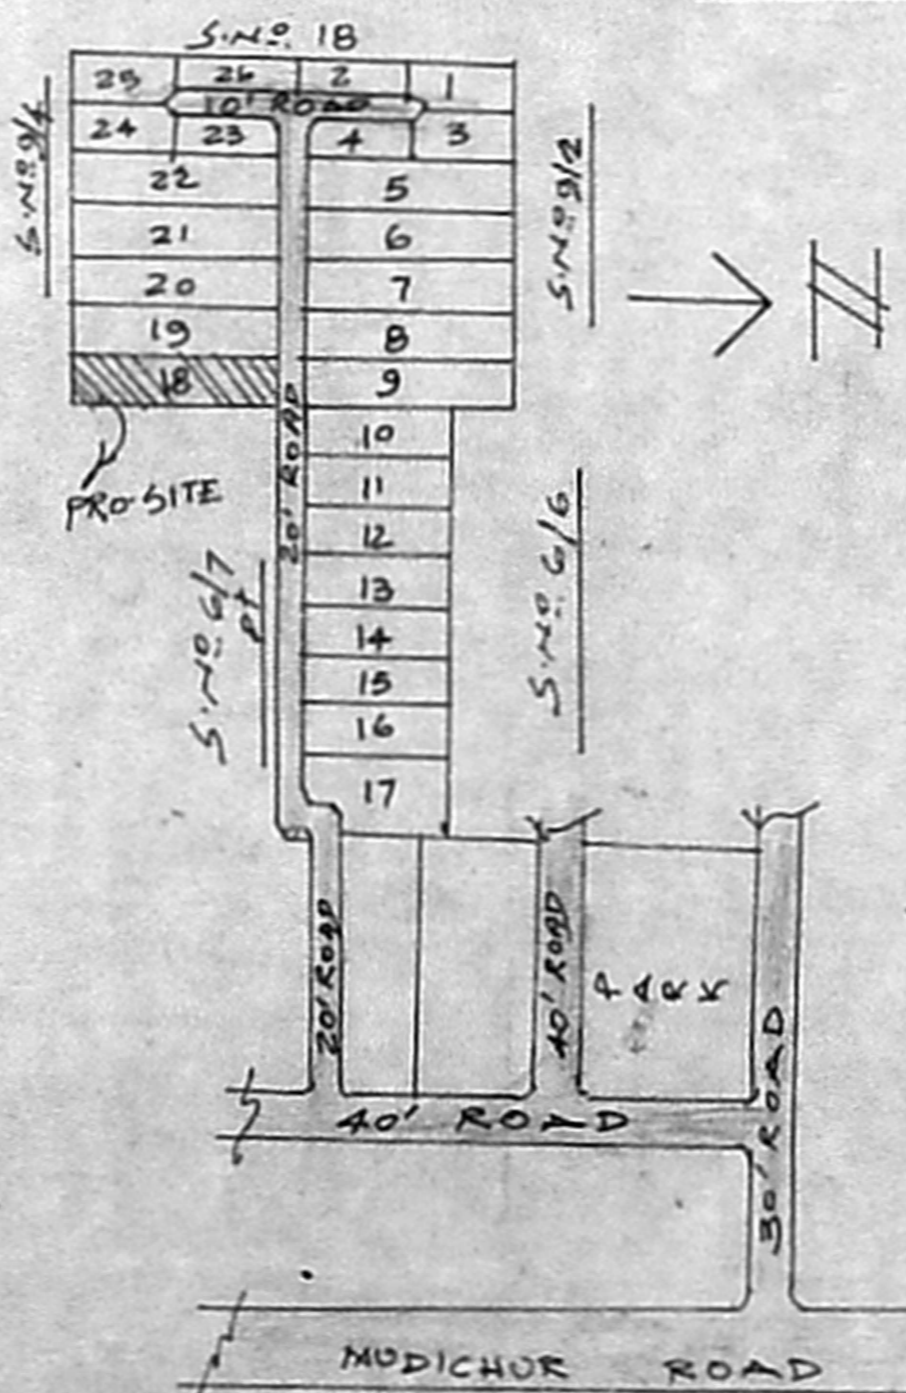 S.No. 18
25 26 2 1
10' ROAD
24 23 4 3
22 5
21 6
20 7
19 8
18 9
S.No. 9/4
S.No. 9/2
N
PRO-SITE
20' ROAD
10
11
12
13
14
15
16
17
S.No. 6/7
pt
S.No. 6/6
20' ROAD
40' ROAD
PARK
30' ROAD
40' ROAD
MUDICHUR ROAD